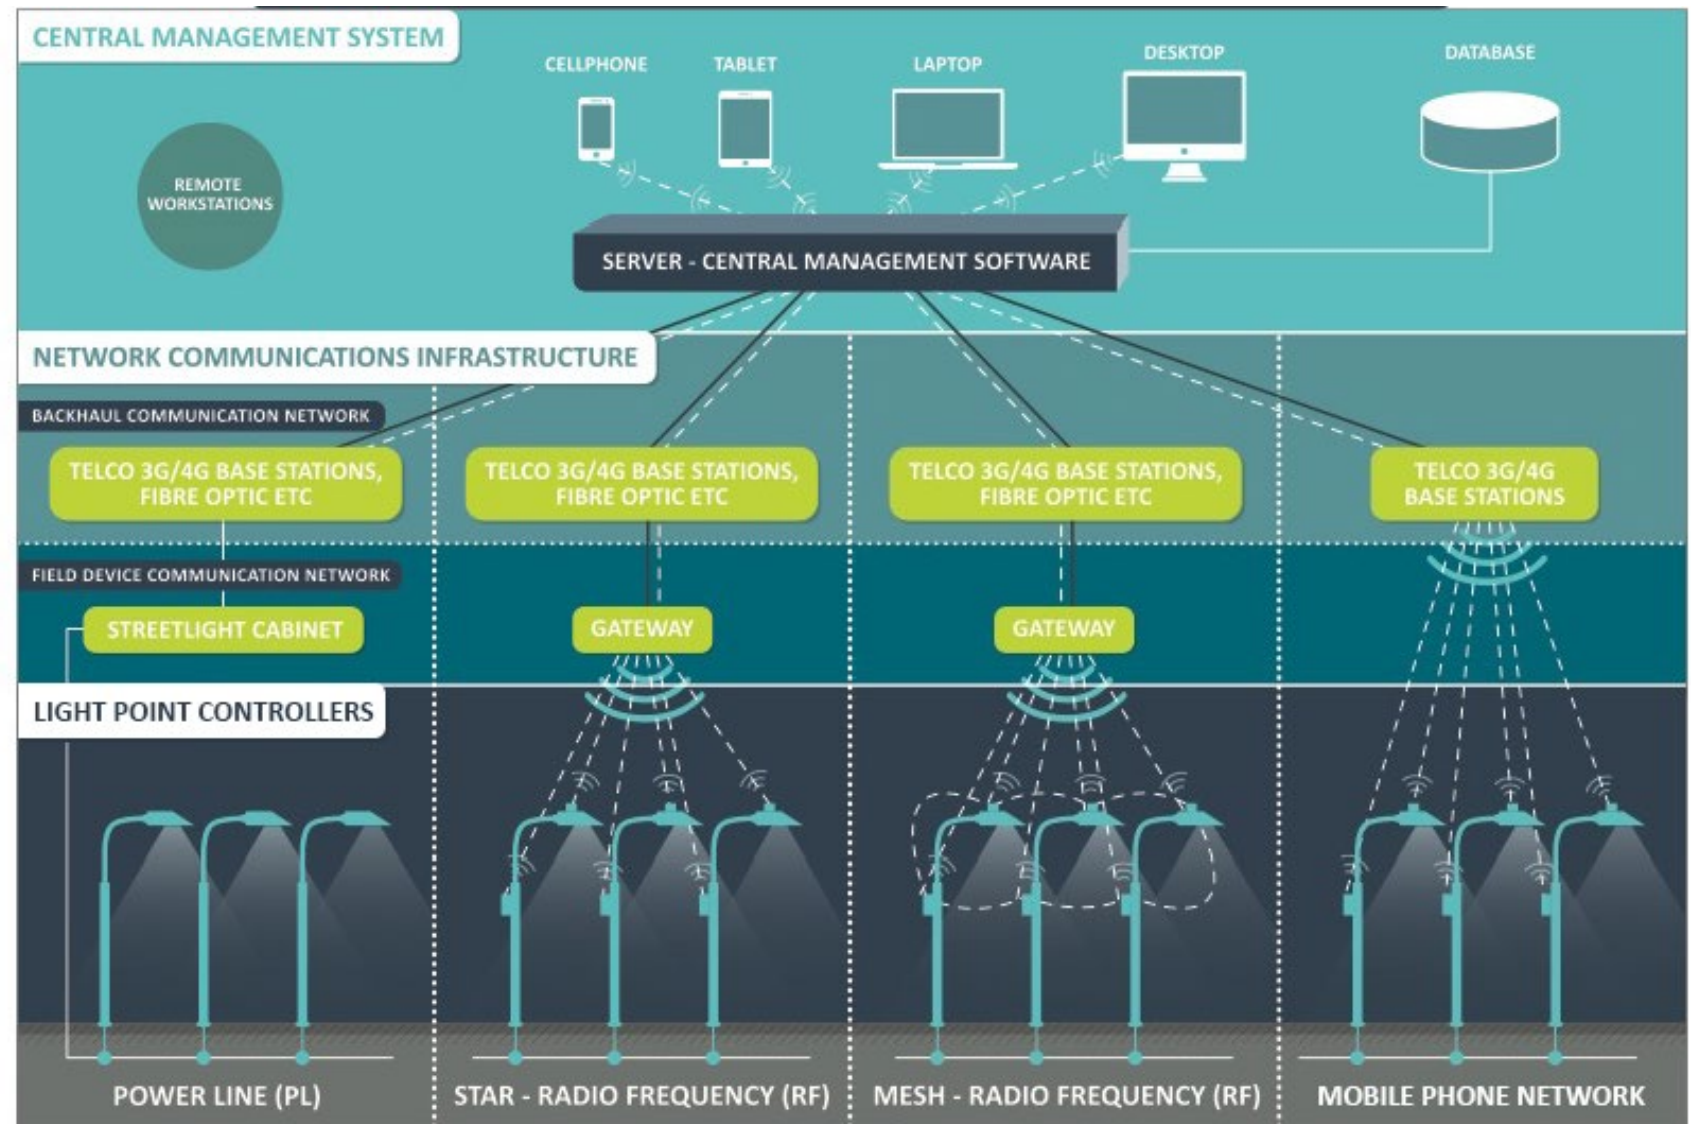 CENTRAL MANAGEMENT SYSTEM
CELLPHONE
TABLET
LAPTOP
DESKTOP
DATABASE
REMOTE
WORKSTATIONS
SERVER - CENTRAL MANAGEMENT SOFTWARE
NETWORK COMMUNICATIONS INFRASTRUCTURE
BACKHAUL COMMUNICATION NETWORK
TELCO 3G/4G BASE STATIONS,
FIBRE OPTIC ETC
TELCO 3G/4G BASE STATIONS,
FIBRE OPTIC ETC
TELCO 3G/4G BASE STATIONS,
FIBRE OPTIC ETC
TELCO 3G/4G
BASE STATIONS
FIELD DEVICE COMMUNICATION NETWORK
STREETLIGHT CABINET
GATEWAY
GATEWAY
LIGHT POINT CONTROLLERS
POWER LINE (PL)
STAR - RADIO FREQUENCY (RF)
MESH - RADIO FREQUENCY (RF)
MOBILE PHONE NETWORK